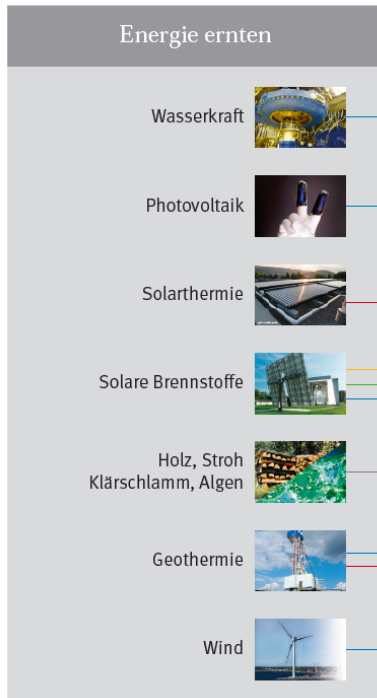 Energie ernten
Wasserkraft
Photovoltaik
Solarthermie
Solare Brennstoffe
Holz, Stroh
Klärschlamm, Algen
Geothermie
Wind